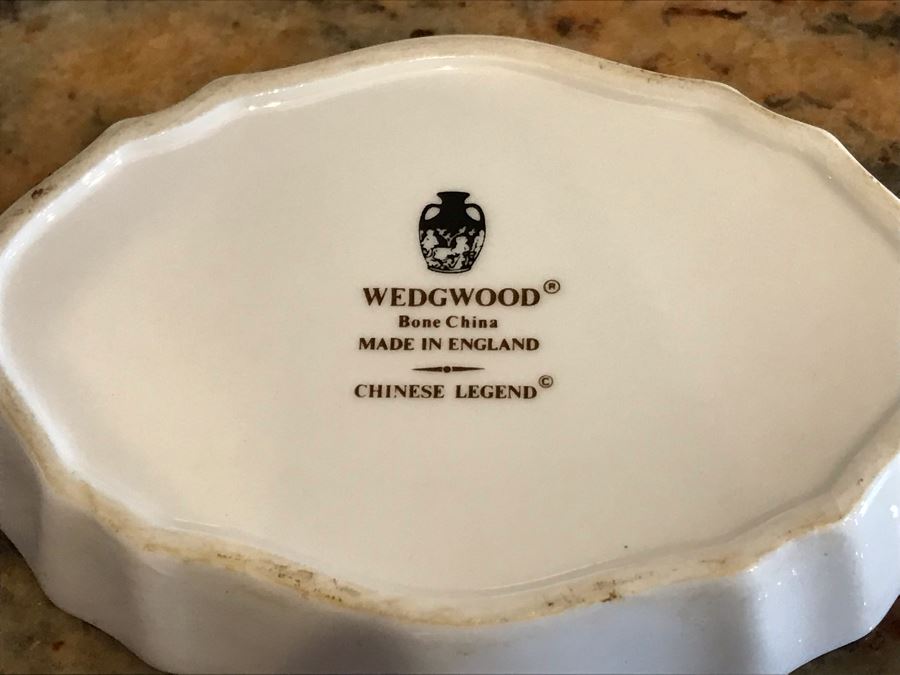 WEDGWOOD®
Bone China
MADE IN ENGLAND
CHINESE LEGEND©